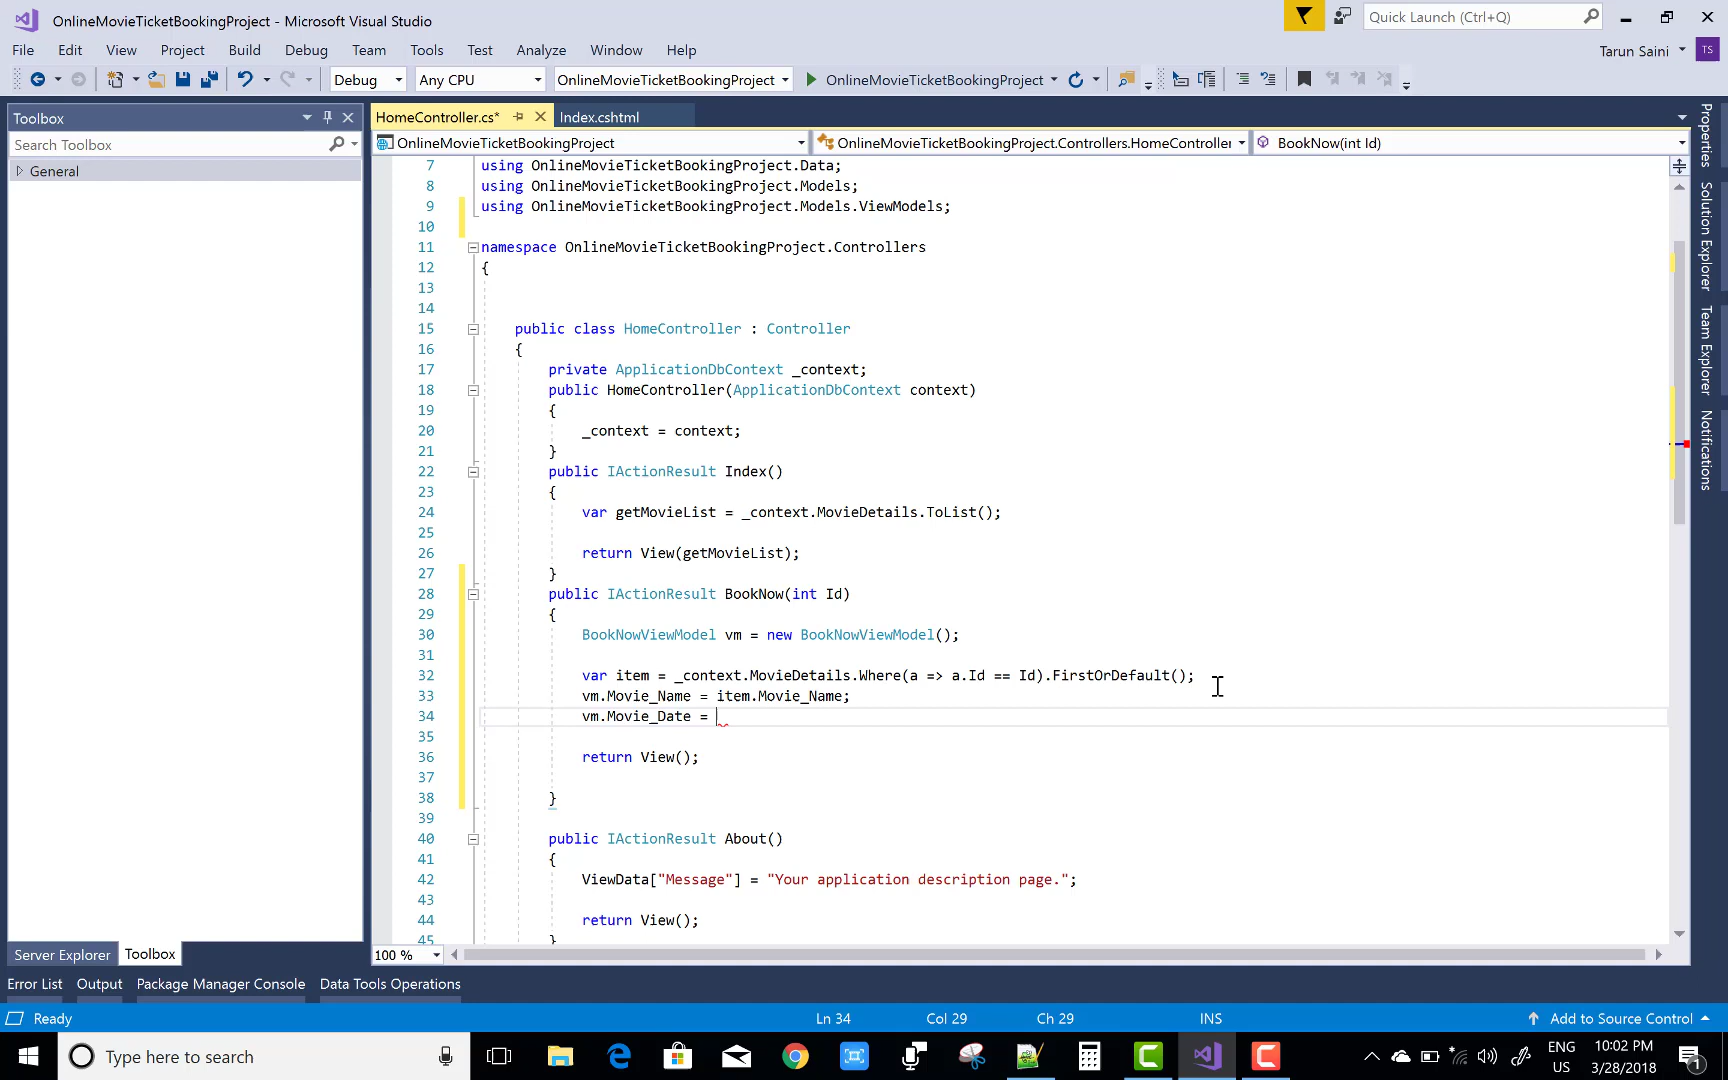 OnlineMovieTicketBookingProject - Microsoft Visual Studio
Quick Launch (Ctrl+Q)
File Edit View Project Build Debug Team Tools Test Analyze Window Help
Tarun Saini TS
Debug Any CPU OnlineMovieTicketBookingProject OnlineMovieTicketBookingProject
Toolbox
Search Toolbox
General
HomeController.cs* Index.cshtml
OnlineMovieTicketBookingProject OnlineMovieTicketBookingProject.Controllers.HomeController BookNow(int Id)
7 using OnlineMovieTicketBookingProject.Data;
8 using OnlineMovieTicketBookingProject.Models;
9 using OnlineMovieTicketBookingProject.Models.ViewModels;
10
11 namespace OnlineMovieTicketBookingProject.Controllers
12 {
13
14
15 public class HomeController : Controller
16 {
17 private ApplicationDbContext _context;
18 public HomeController(ApplicationDbContext context)
19 {
20 _context = context;
21 }
22 public IActionResult Index()
23 {
24 var getMovieList = _context.MovieDetails.ToList();
25
26 return View(getMovieList);
27 }
28 public IActionResult BookNow(int Id)
29 {
30 BookNowViewModel vm = new BookNowViewModel();
31
32 var item = _context.MovieDetails.Where(a => a.Id == Id).FirstOrDefault();
33 vm.Movie_Name = item.Movie_Name;
34 vm.Movie_Date =
35
36 return View();
37
38 }
39
40 public IActionResult About()
41 {
42 ViewData["Message"] = "Your application description page.";
43
44 return View();
45 }
100 %
Properties
Solution Explorer
Team Explorer
Notifications
Server Explorer Toolbox
Error List Output Package Manager Console Data Tools Operations
Ready Ln 34 Col 29 Ch 29 INS Add to Source Control
Type here to search
ENG
US
10:02 PM
3/28/2018
1